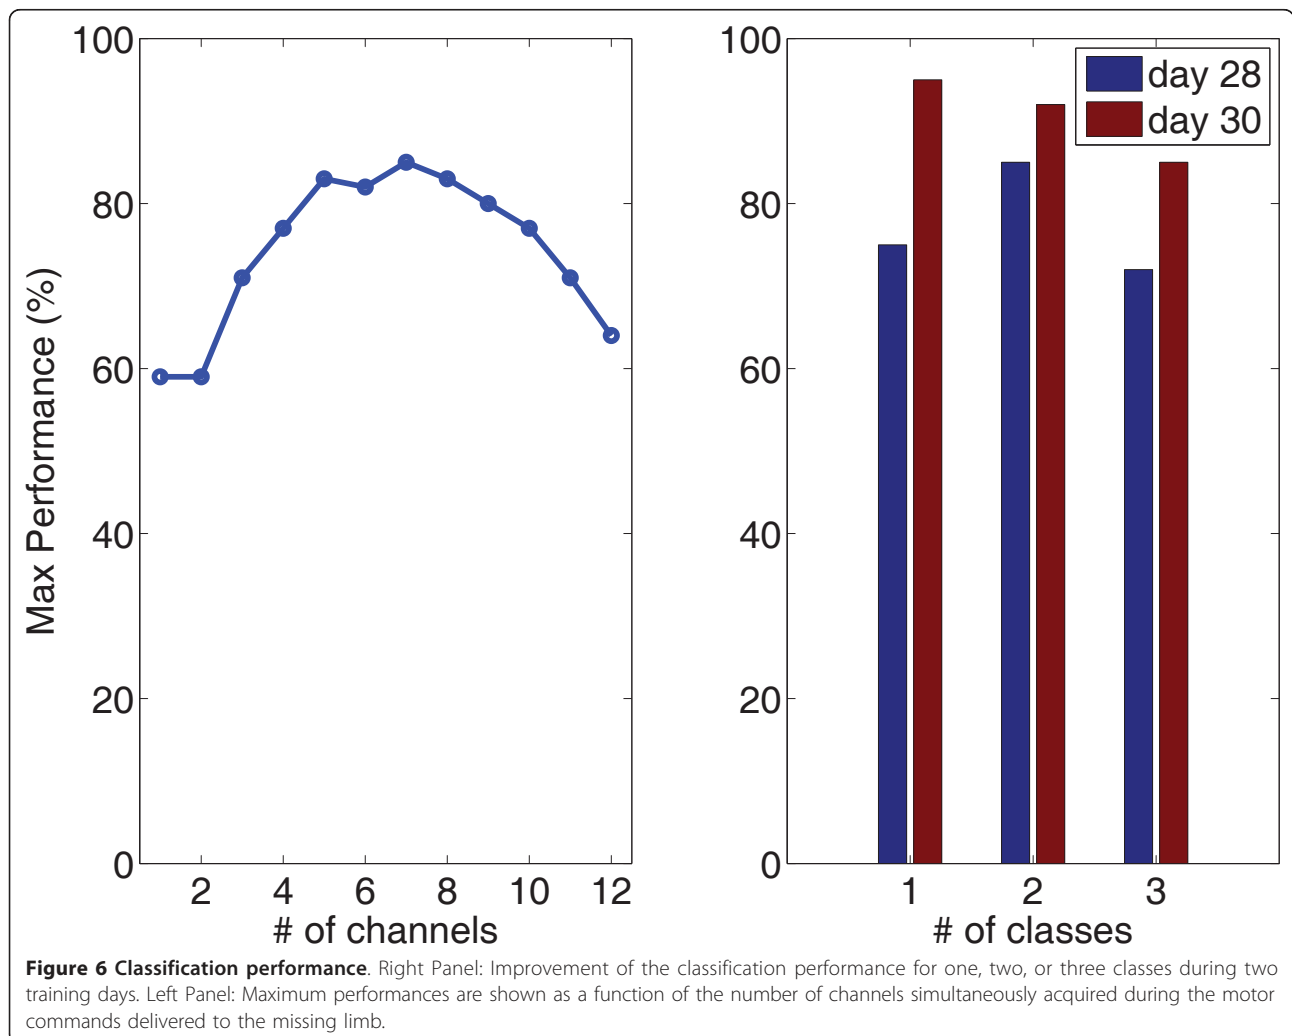 100
80
60
40
20
0
Max Performance (%)
2 4 6 8 10 12
# of channels
100
80
60
40
20
0
day 28
day 30
1 2 3
# of classes
Figure 6 Classification performance. Right Panel: Improvement of the classification performance for one, two, or three classes during two
training days. Left Panel: Maximum performances are shown as a function of the number of channels simultaneously acquired during the motor
commands delivered to the missing limb.